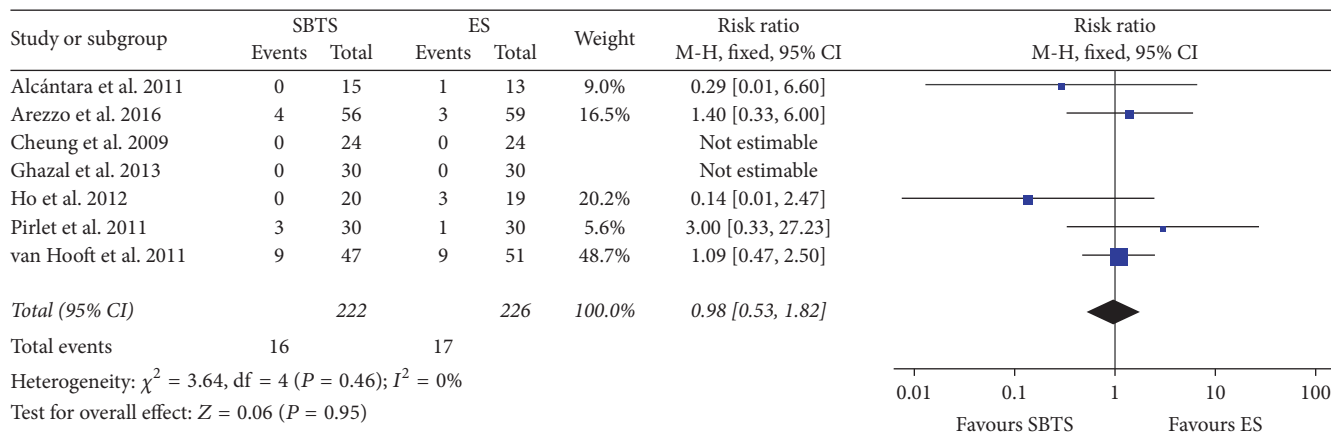 Study or subgroup SBTS ES Weight Risk ratio Risk ratio
Events Total Events Total M-H, fixed, 95% CI M-H, fixed, 95% CI
Alcántara et al. 2011 0 15 1 13 9.0% 0.29 [0.01, 6.60]
Arezzo et al. 2016 4 56 3 59 16.5% 1.40 [0.33, 6.00]
Cheung et al. 2009 0 24 0 24 Not estimable
Ghazal et al. 2013 0 30 0 30 Not estimable
Ho et al. 2012 0 20 3 19 20.2% 0.14 [0.01, 2.47]
Pirlet et al. 2011 3 30 1 30 5.6% 3.00 [0.33, 27.23]
van Hooft et al. 2011 9 47 9 51 48.7% 1.09 [0.47, 2.50]
Total (95% CI) 222 226 100.0% 0.98 [0.53, 1.82]
Total events 16 17
Heterogeneity: χ² = 3.64, df = 4 (P = 0.46); I² = 0%
Test for overall effect: Z = 0.06 (P = 0.95)
0.01 0.1 1 10 100
Favours SBTS Favours ES